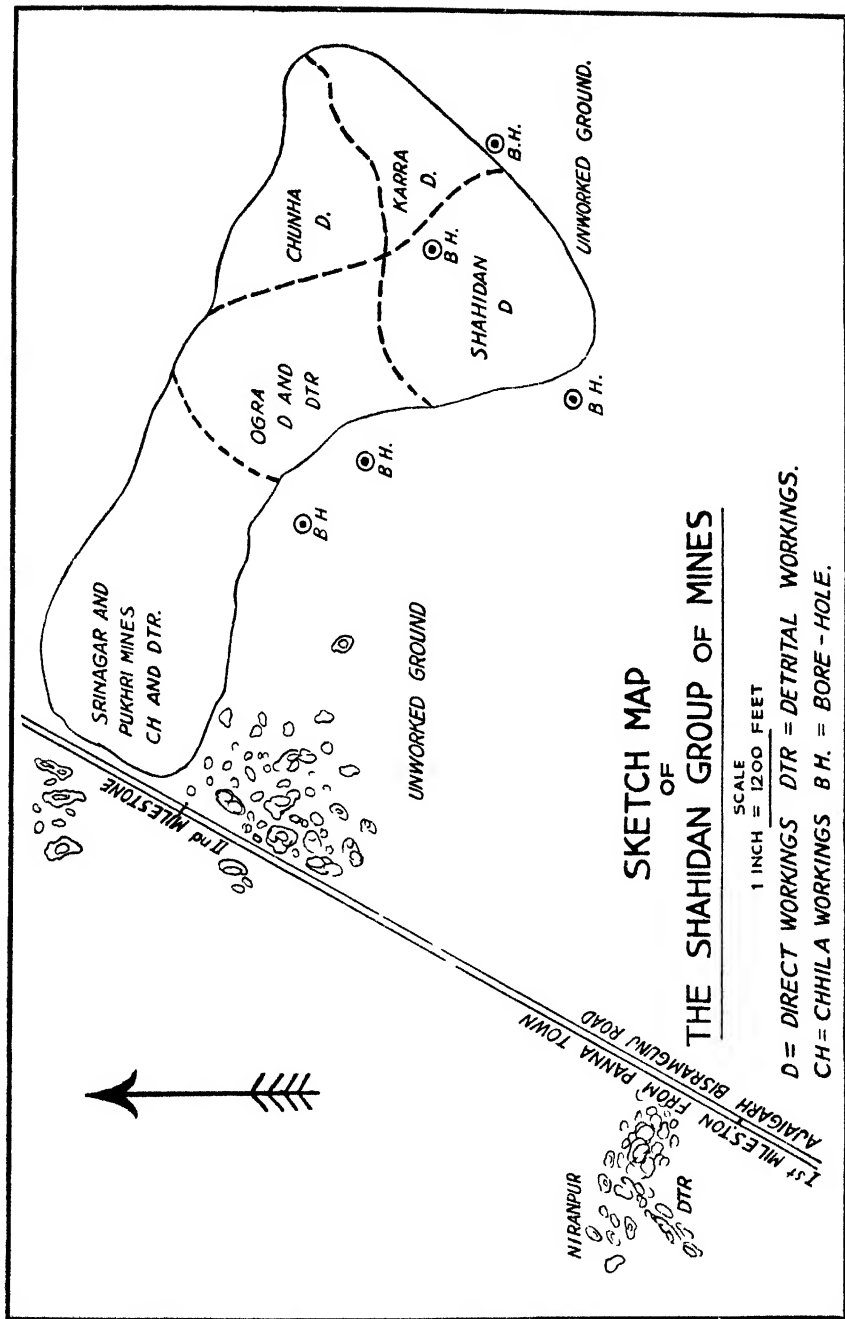 SRINAGAR AND
PUKHRI MINES
CH AND DTR.
CHUNHA
D.
OGRA
D AND
DTR
KARRA
D.
B.H.
B H.
SHAHIDAN
D
B H.
B H.
B H
UNWORKED GROUND.
UNWORKED GROUND
IInd MILESTONE
NIRANPUR
DTR
1st MILESTON FROM PANNA TOWN
AJAIGARH BISRAMGUNJ ROAD
SKETCH MAP
OF
THE SHAHIDAN GROUP OF MINES
SCALE
1 INCH = 1200 FEET
D = DIRECT WORKINGS DTR = DETRITAL WORKINGS.
CH = CHHILA WORKINGS B H. = BORE-HOLE.